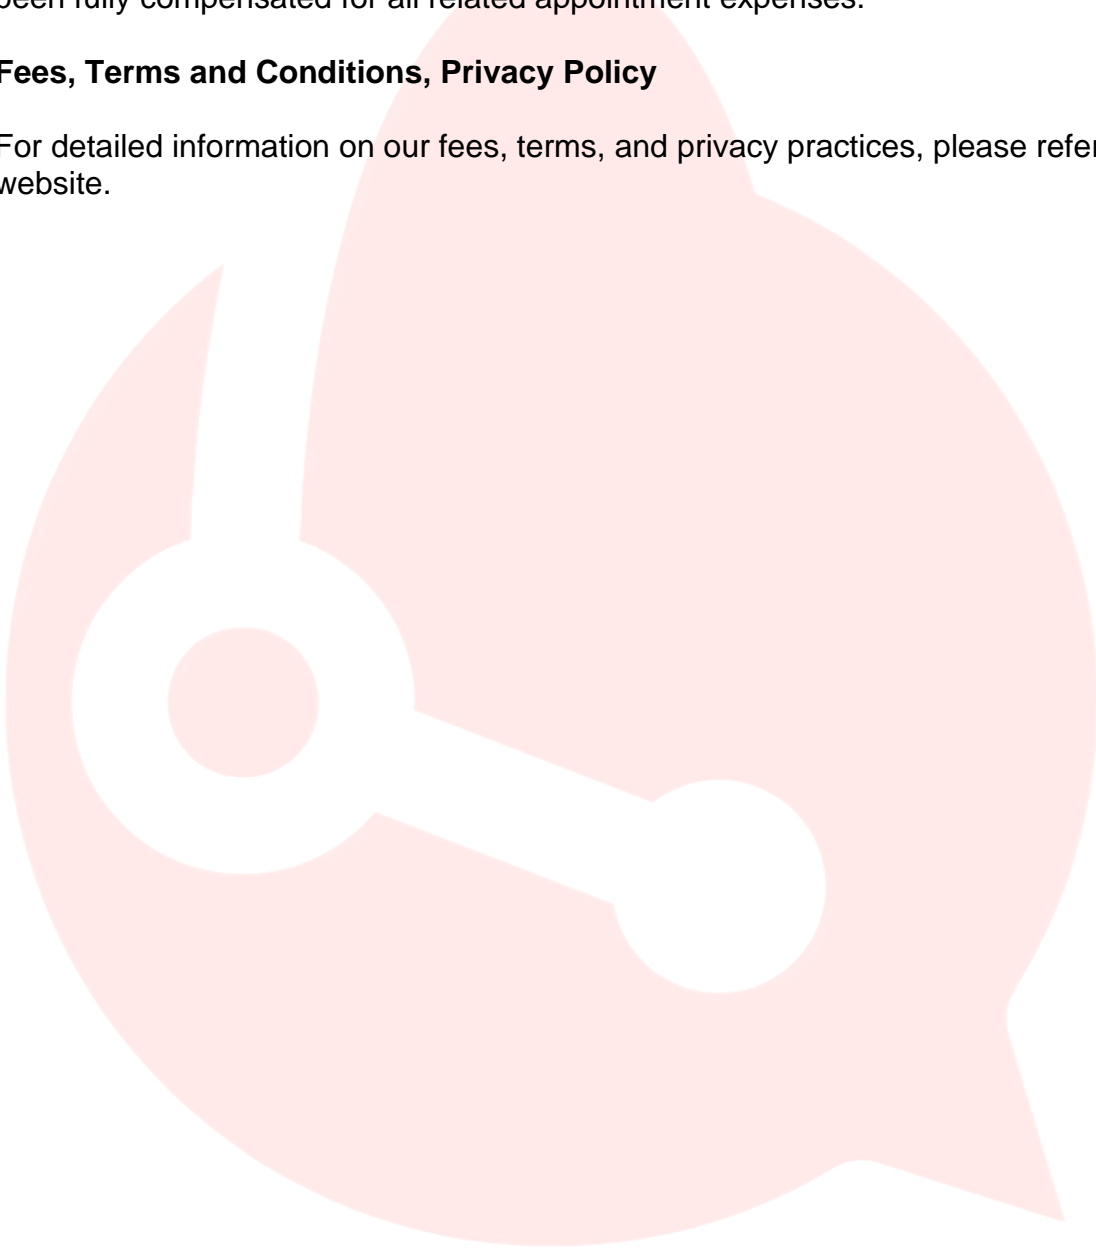 been fully compensated for all related appointment expenses.
Fees, Terms and Conditions, Privacy Policy
For detailed information on our fees, terms, and privacy practices, please refer
website.